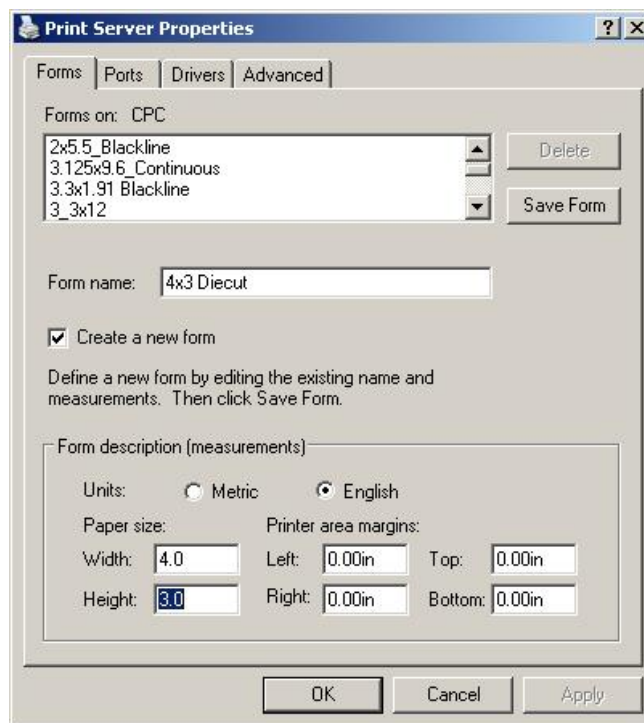 Print Server Properties
Forms Ports Drivers Advanced
Forms on: CPC
2x5.5_Blackline
3.125x9.6_Continuous
3.3x1.91 Blackline
3_3x12
Delete
Save Form
Form name: 4x3 Diecut
Create a new form
Define a new form by editing the existing name and
measurements. Then click Save Form.
Form description (measurements)
Units: Metric English
Paper size: Printer area margins:
Width: 4.0 Left: 0.00in Top: 0.00in
Height: 3.0 Right: 0.00in Bottom: 0.00in
OK Cancel Apply